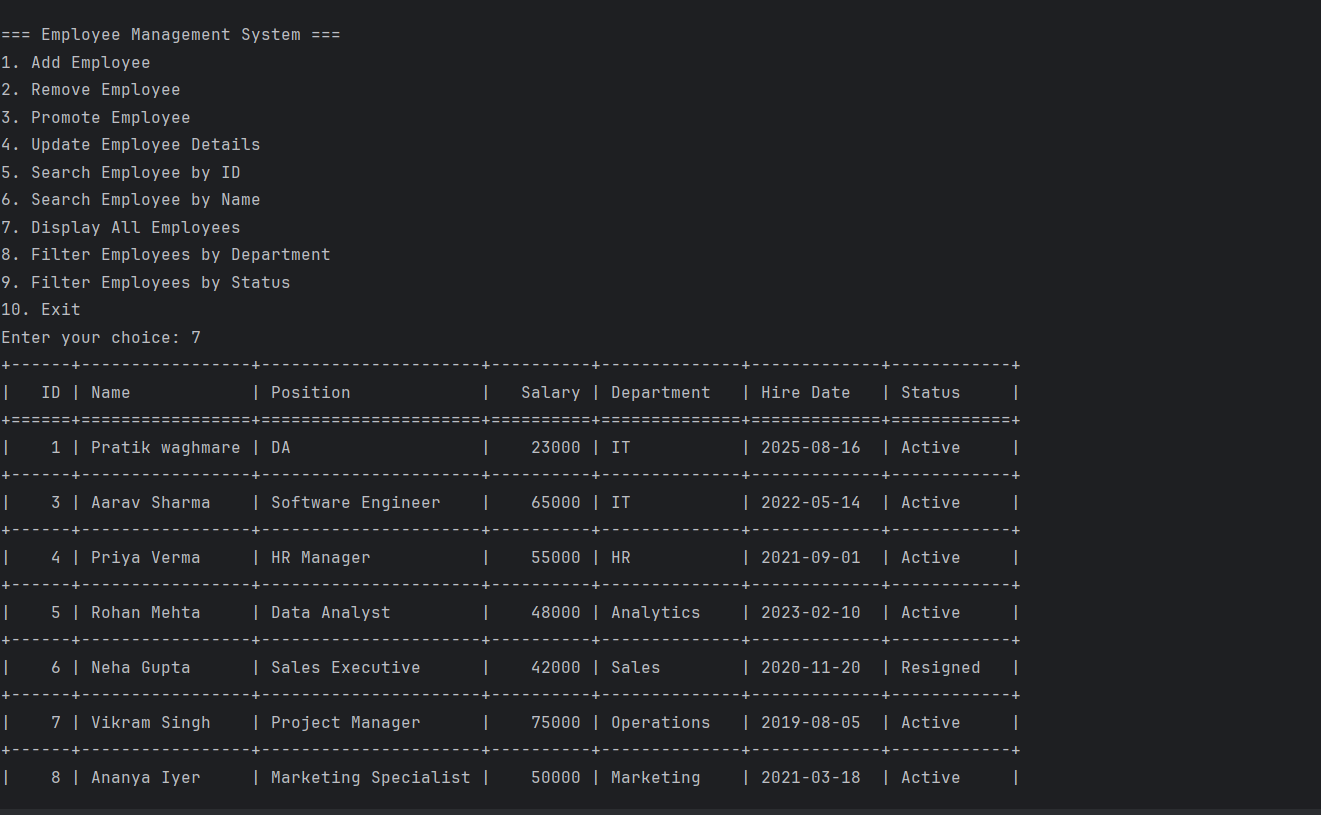 === Employee Management System ===
1. Add Employee
2. Remove Employee
3. Promote Employee
4. Update Employee Details
5. Search Employee by ID
6. Search Employee by Name
7. Display All Employees
8. Filter Employees by Department
9. Filter Employees by Status
10. Exit
Enter your choice: 7
+------+-----------------+----------------------+----------+--------------+-------------+------------+
|   ID | Name            | Position             |   Salary | Department   | Hire Date   | Status     |
+======+=================+======================+==========+==============+=============+============+
|    1 | Pratik waghmare | DA                   |    23000 | IT           | 2025-08-16  | Active     |
+------+-----------------+----------------------+----------+--------------+-------------+------------+
|    3 | Aarav Sharma    | Software Engineer    |    65000 | IT           | 2022-05-14  | Active     |
+------+-----------------+----------------------+----------+--------------+-------------+------------+
|    4 | Priya Verma     | HR Manager           |    55000 | HR           | 2021-09-01  | Active     |
+------+-----------------+----------------------+----------+--------------+-------------+------------+
|    5 | Rohan Mehta     | Data Analyst         |    48000 | Analytics    | 2023-02-10  | Active     |
+------+-----------------+----------------------+----------+--------------+-------------+------------+
|    6 | Neha Gupta      | Sales Executive      |    42000 | Sales        | 2020-11-20  | Resigned   |
+------+-----------------+----------------------+----------+--------------+-------------+------------+
|    7 | Vikram Singh    | Project Manager      |    75000 | Operations   | 2019-08-05  | Active     |
+------+-----------------+----------------------+----------+--------------+-------------+------------+
|    8 | Ananya Iyer     | Marketing Specialist |    50000 | Marketing    | 2021-03-18  | Active     |